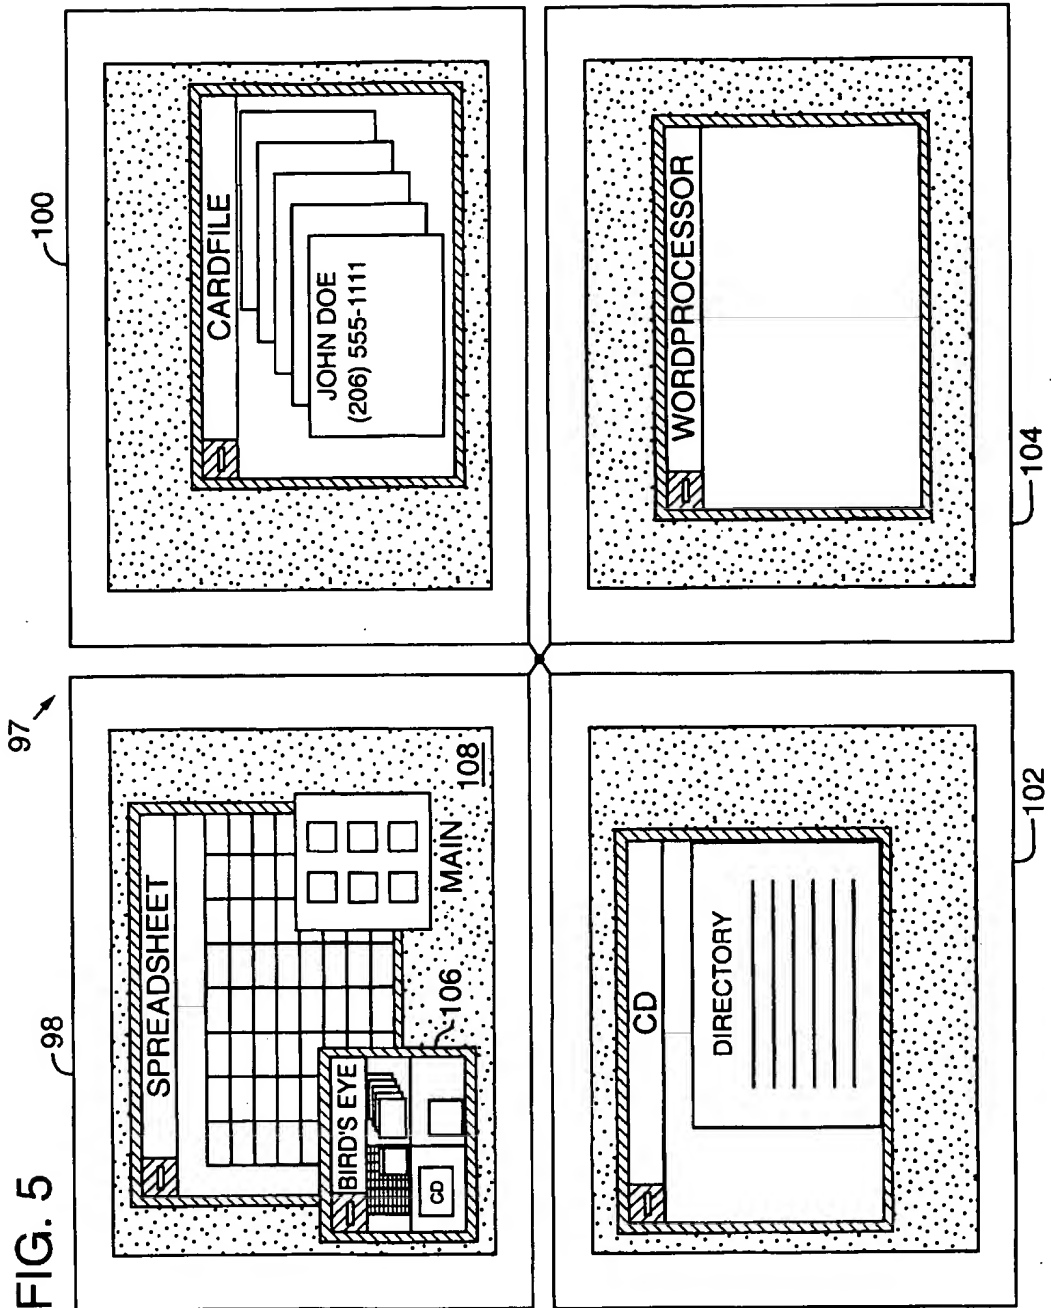 FIG. 5
97
98
SPREADSHEET
MAIN
108
106
BIRD'S EYE
CD
100
CARDFILE
JOHN DOE
(206) 555-1111
102
CD
DIRECTORY
104
WORDPROCESSOR